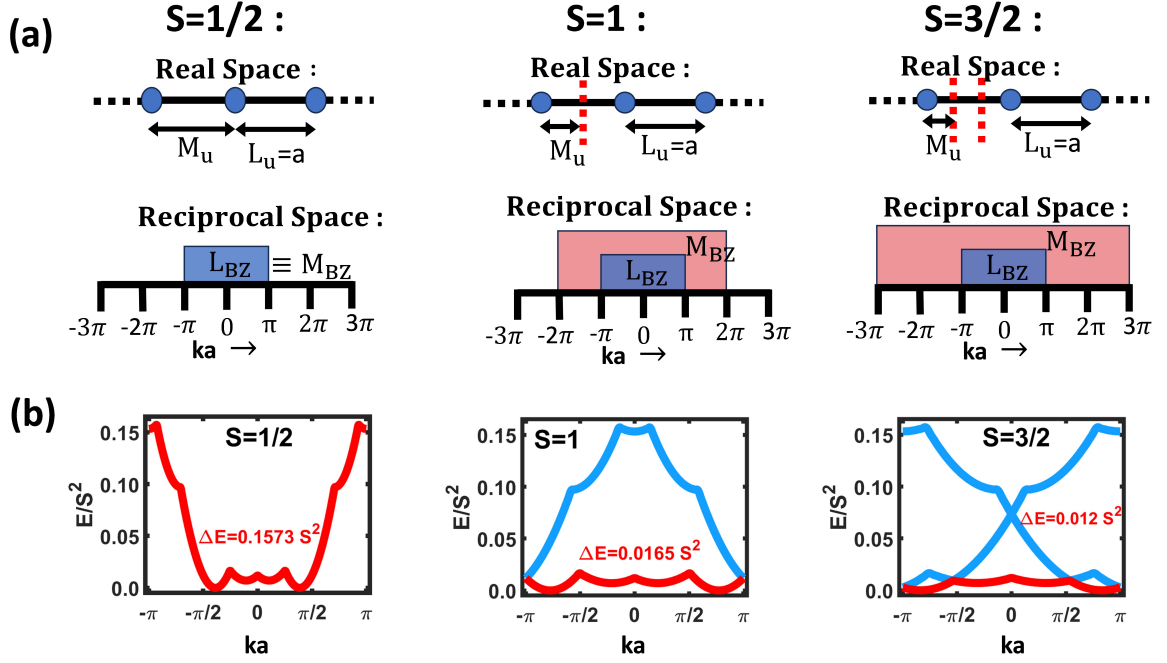 (a)
S=1/2 :
Real Space :
M_u
L_u=a
Reciprocal Space :
L_BZ ≡ M_BZ
-3π -2π -π 0 π 2π 3π
ka →
S=1 :
Real Space :
M_u
L_u=a
Reciprocal Space :
M_BZ
L_BZ
-3π -2π -π 0 π 2π 3π
ka →
S=3/2 :
Real Space :
M_u
L_u=a
Reciprocal Space :
M_BZ
L_BZ
-3π -2π -π 0 π 2π 3π
ka →
(b)
E/S²
0.15
0.10
0.05
0.0
S=1/2
ΔE=0.1573 S²
-π -π/2 0 π/2 π
ka
E/S²
0.15
0.10
0.05
0.0
S=1
ΔE=0.0165 S²
-π -π/2 0 π/2 π
ka
E/S²
0.15
0.10
0.05
0.0
S=3/2
ΔE=0.012 S²
-π -π/2 0 π/2 π
ka